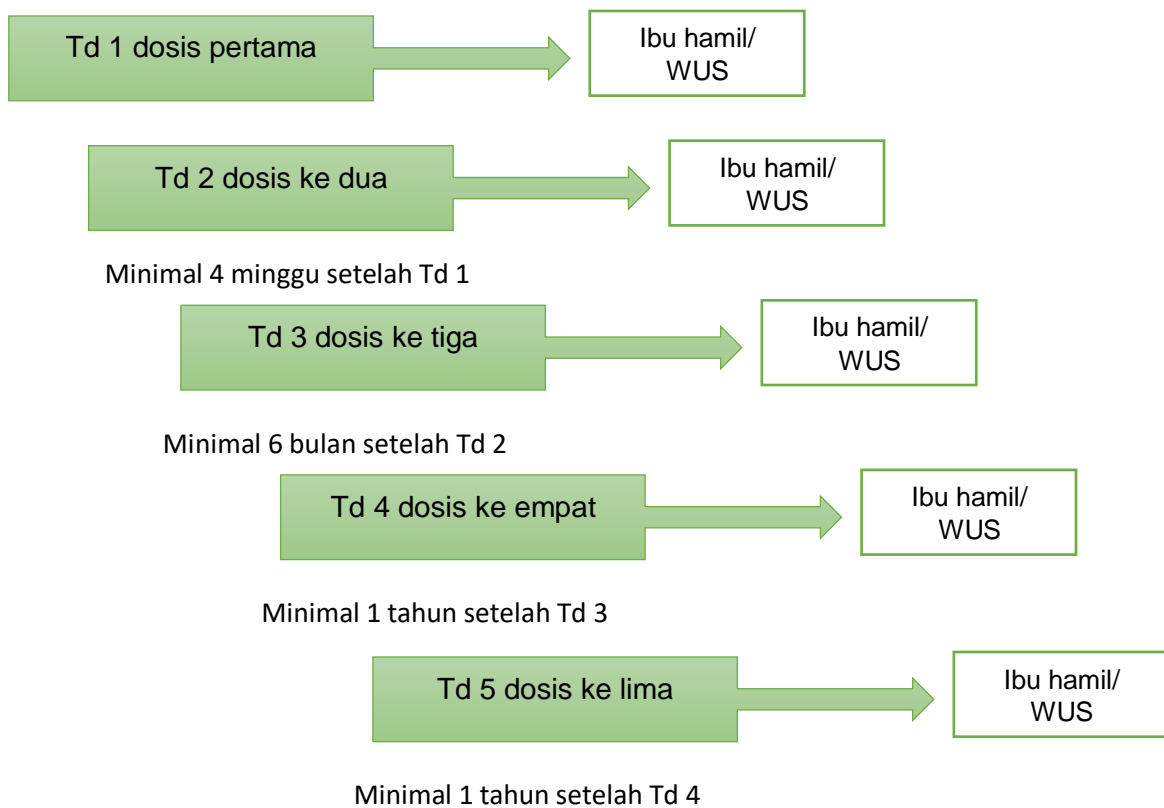 Td 1 dosis pertama
Ibu hamil/
WUS
Td 2 dosis ke dua
Ibu hamil/
WUS
Minimal 4 minggu setelah Td 1
Td 3 dosis ke tiga
Ibu hamil/
WUS
Minimal 6 bulan setelah Td 2
Td 4 dosis ke empat
Ibu hamil/
WUS
Minimal 1 tahun setelah Td 3
Td 5 dosis ke lima
Ibu hamil/
WUS
Minimal 1 tahun setelah Td 4